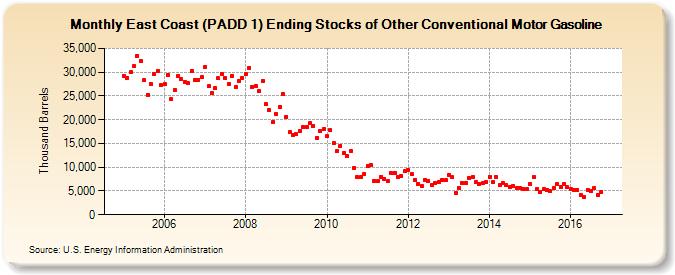 Monthly East Coast (PADD 1) Ending Stocks of Other Conventional Motor Gasoline
Thousand Barrels
35,000
30,000
25,000
20,000
15,000
10,000
5,000
0
2006 2008 2010 2012 2014 2016
Source: U.S. Energy Information Administration